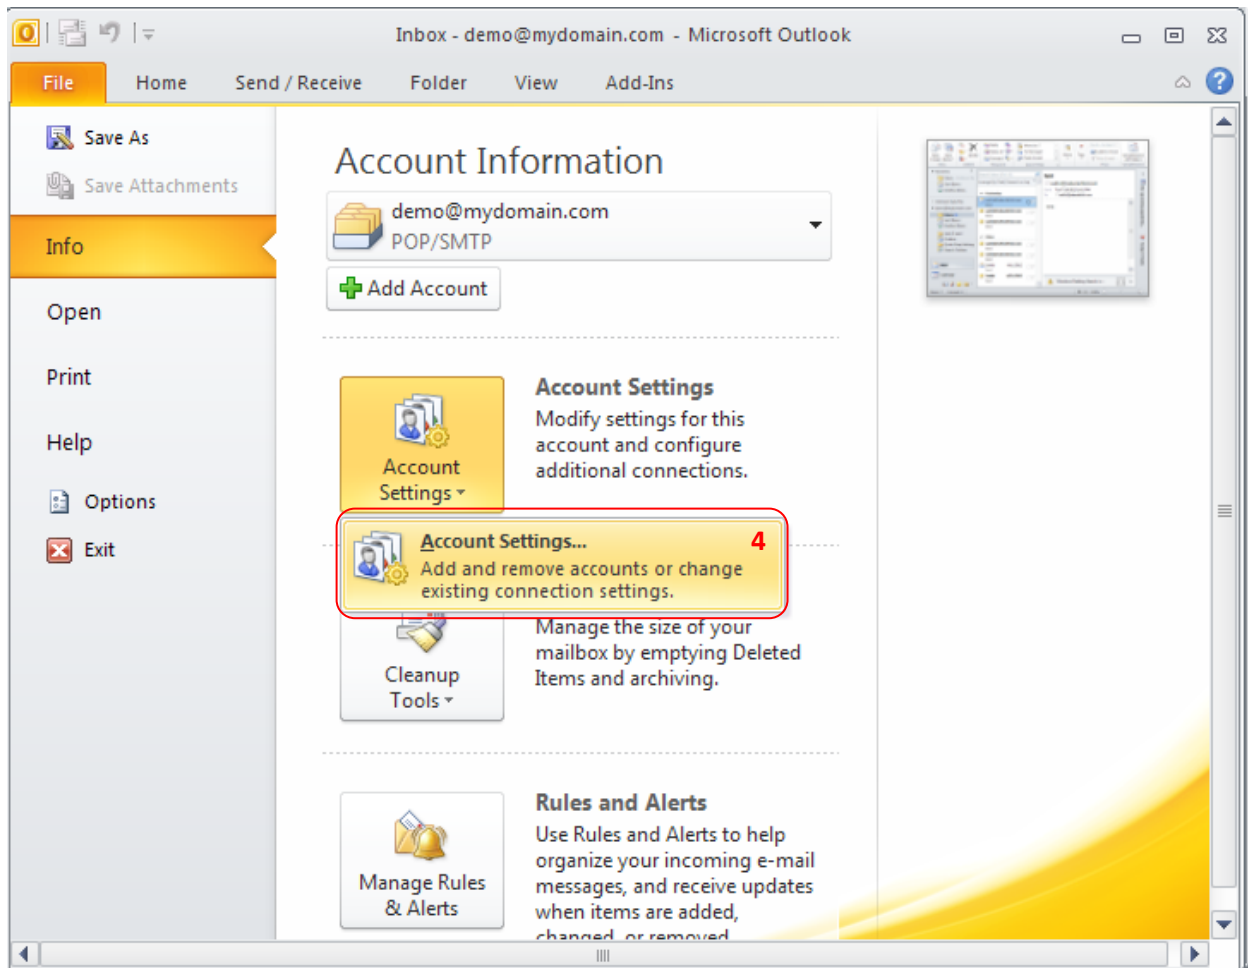 Inbox - demo@mydomain.com - Microsoft Outlook
File Home Send / Receive Folder View Add-Ins
Save As
Save Attachments
Info
Open
Print
Help
Options
Exit
Account Information
demo@mydomain.com
POP/SMTP
Add Account
Account
Settings
Account Settings
Modify settings for this
account and configure
additional connections.
Account Settings... 4
Add and remove accounts or change
existing connection settings.
Cleanup
Tools
Manage the size of your
mailbox by emptying Deleted
Items and archiving.
Manage Rules
& Alerts
Rules and Alerts
Use Rules and Alerts to help
organize your incoming e-mail
messages, and receive updates
when items are added,
changed, or removed